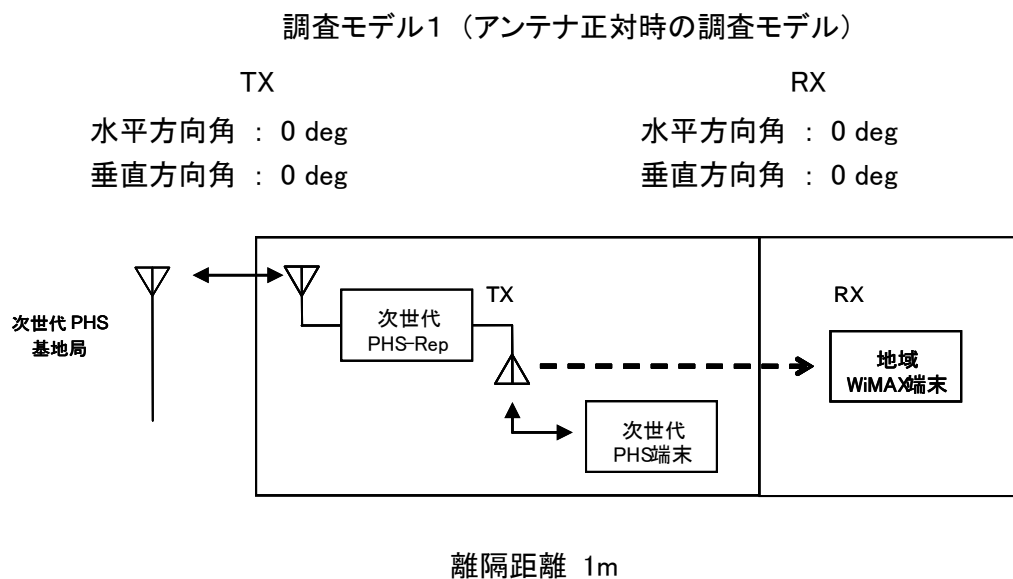 調査モデル１ （アンテナ正対時の調査モデル）
TX
水平方向角 ： 0 deg
垂直方向角 ： 0 deg
RX
水平方向角 ： 0 deg
垂直方向角 ： 0 deg
次世代 PHS
基地局
次世代
PHS-Rep
TX
次世代
PHS端末
RX
地域
WiMAX端末
離隔距離 1m